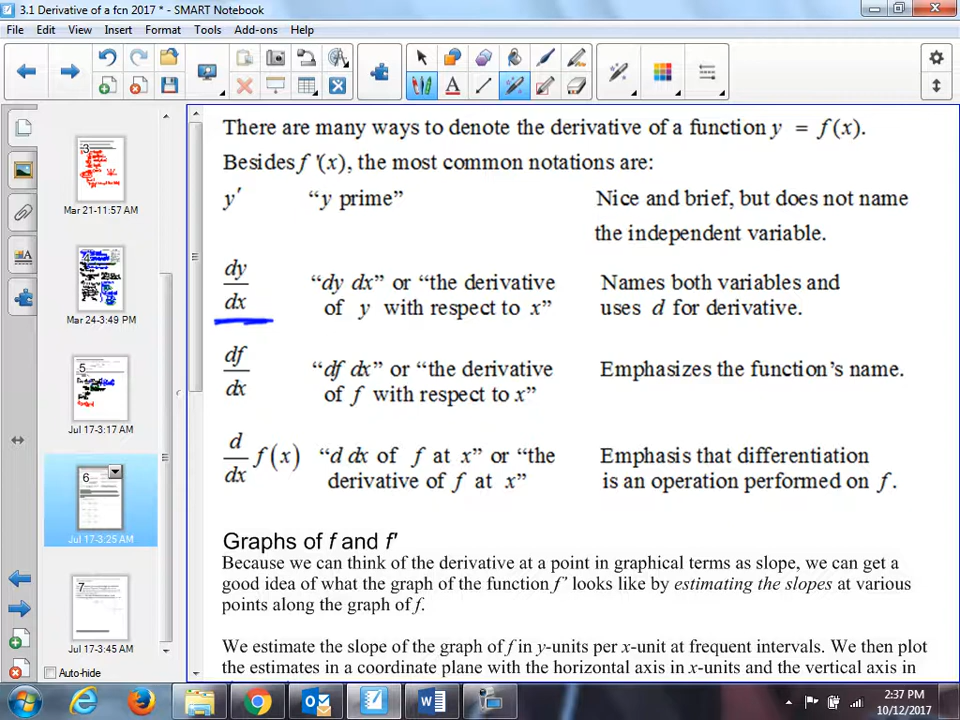 3.1 Derivative of a fcn 2017 * - SMART Notebook
File Edit View Insert Format Tools Add-ons Help
There are many ways to denote the derivative of a function y = f(x).
Besides f '(x), the most common notations are:
y′ “y prime” Nice and brief, but does not name
the independent variable.
dy/dx “dy dx” or “the derivative Names both variables and
of y with respect to x” uses d for derivative.
df/dx “df dx” or “the derivative Emphasizes the function’s name.
of f with respect to x”
d/dx f(x) “d dx of f at x” or “the Emphasis that differentiation
derivative of f at x” is an operation performed on f.
Graphs of f and f'
Because we can think of the derivative at a point in graphical terms as slope, we can get a
good idea of what the graph of the function f' looks like by estimating the slopes at various
points along the graph of f.
We estimate the slope of the graph of f in y-units per x-unit at frequent intervals. We then plot
the estimates in a coordinate plane with the horizontal axis in x-units and the vertical axis in
3
Mar 21-11:57 AM
Mar 24-3:49 PM
5
Jul 17-3:17 AM
6
Jul 17-3:25 AM
7
Jul 17-3:45 AM
Auto-hide
2:37 PM
10/12/2017